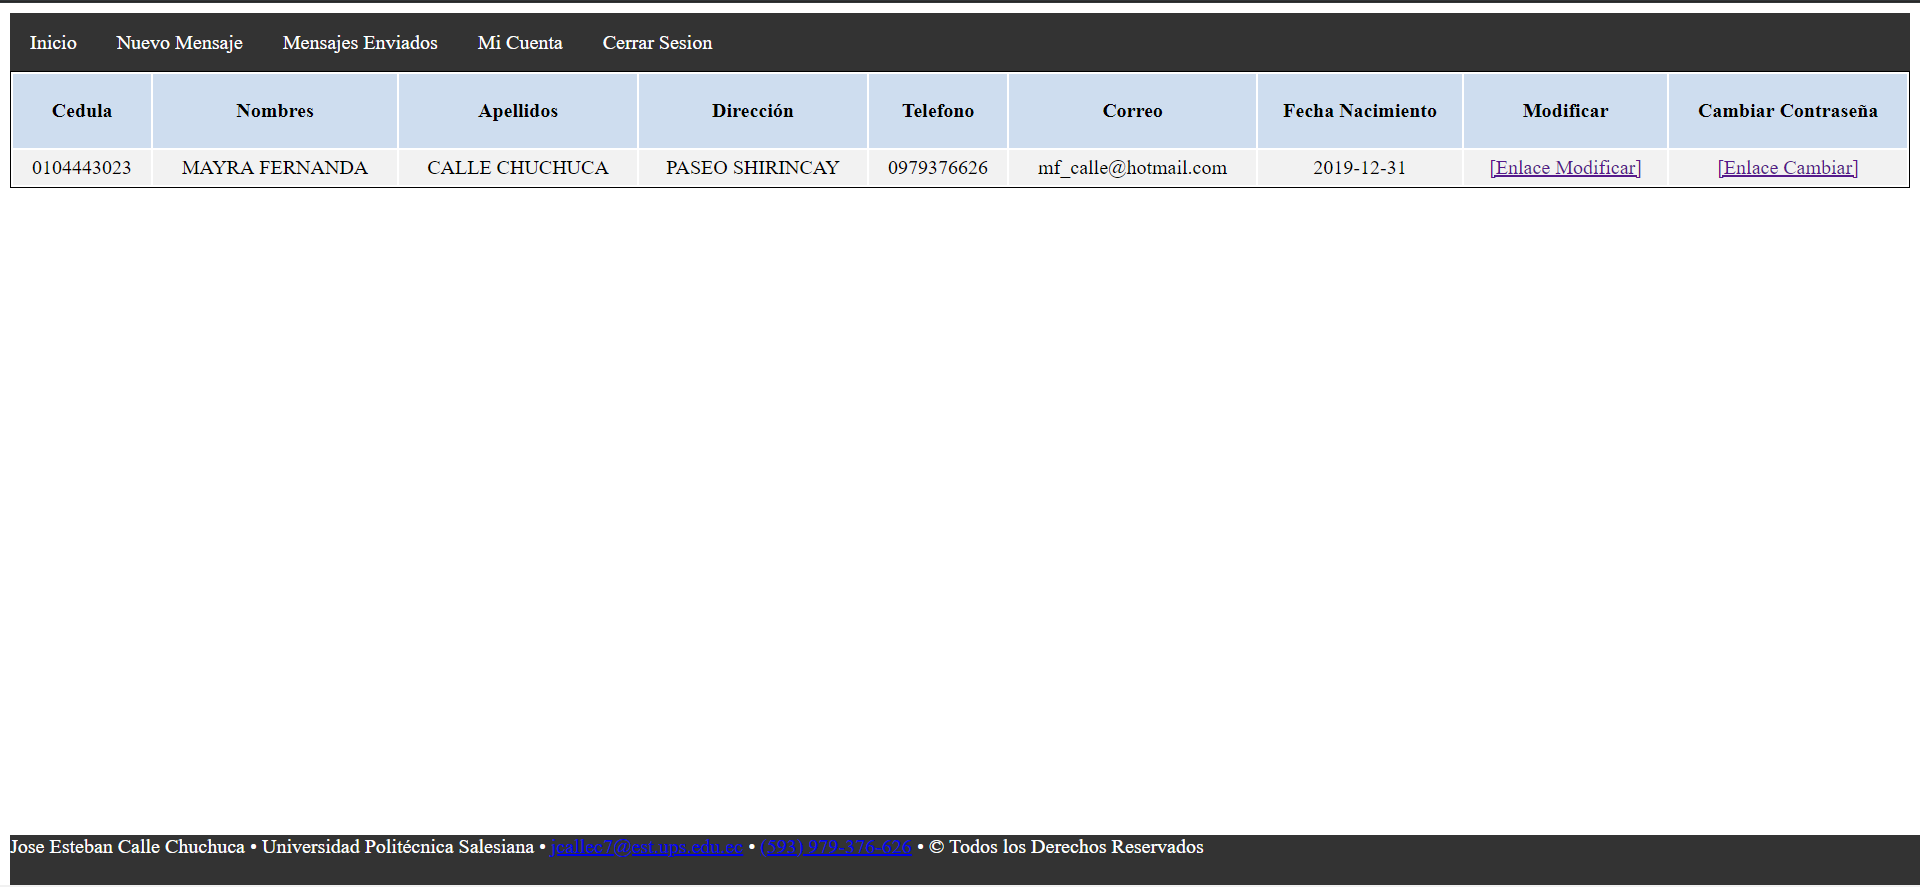 Inicio Nuevo Mensaje Mensajes Enviados Mi Cuenta Cerrar Sesion
Cedula Nombres Apellidos Dirección Telefono Correo Fecha Nacimiento Modificar Cambiar Contraseña
0104443023 MAYRA FERNANDA CALLE CHUCHUCA PASEO SHIRINCAY 0979376626 mf_calle@hotmail.com 2019-12-31 [Enlace Modificar] [Enlace Cambiar]
Jose Esteban Calle Chuchuca • Universidad Politécnica Salesiana • jcallec7@est.ups.edu.ec • (593) 979-376-626 • © Todos los Derechos Reservados